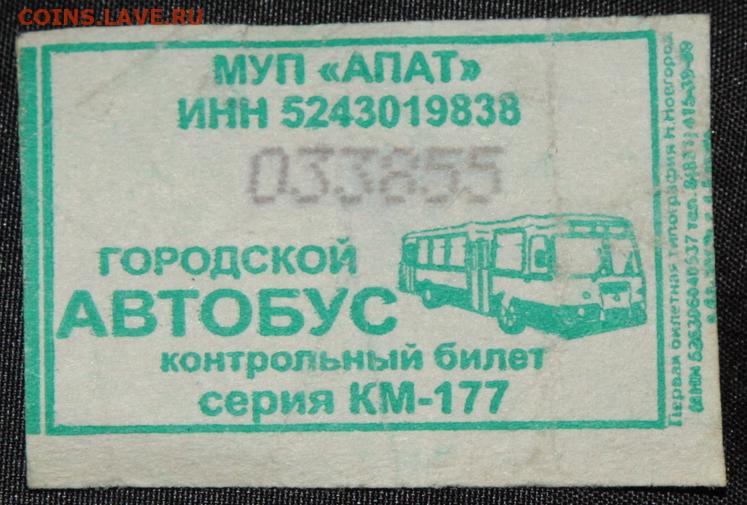 COINS.LAVE.RU
МУП «АПАТ»
ИНН 5243019838
033855
ГОРОДСКОЙ
АВТОБУС
контрольный билет
серия КМ-177
Первая билетная типография Н.Новгород